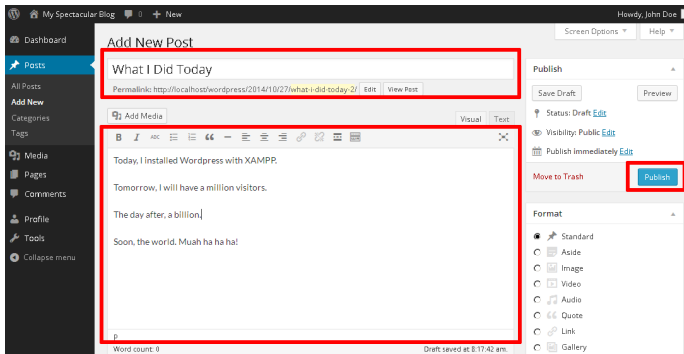 My Spectacular Blog 0 + New Howdy, John Doe
Screen Options Help
Dashboard
Posts
All Posts
Add New
Categories
Tags
Media
Pages
Comments
Profile
Tools
Collapse menu
Add New Post
What I Did Today
Permalink: http://localhost/wordpress/2014/10/27/what-i-did-today-2/ Edit View Post
Add Media Visual Text
B I ABC
Today, I installed Wordpress with XAMPP.
Tomorrow, I will have a million visitors.
The day after, a billion.
Soon, the world. Muah ha ha ha!
p
Word count: 0 Draft saved at 8:17:42 am.
Publish
Save Draft Preview
Status: Draft Edit
Visibility: Public Edit
Publish immediately Edit
Move to Trash Publish
Format
Standard
Aside
Image
Video
Audio
Quote
Link
Gallery